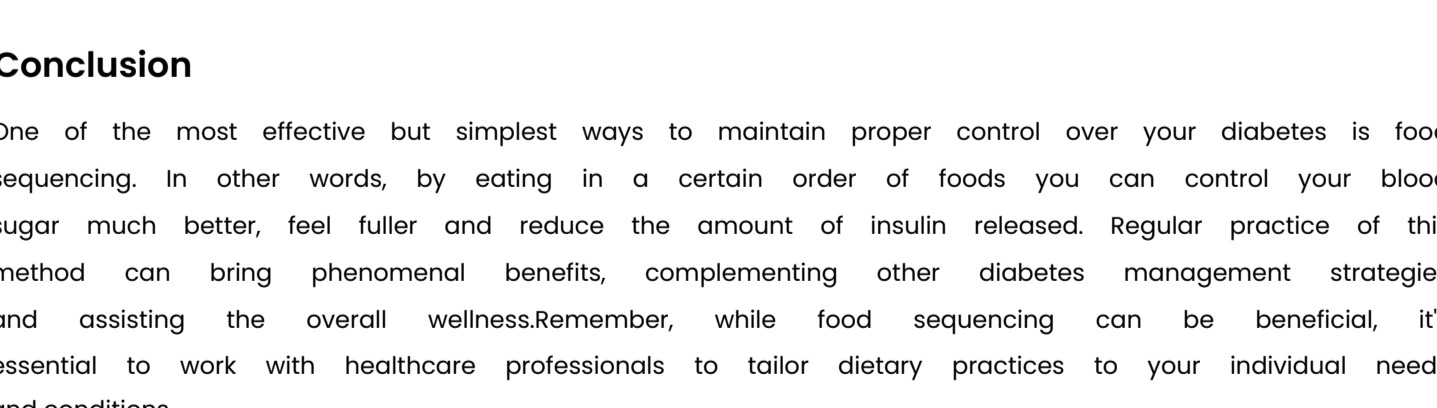 Conclusion
One of the most effective but simplest ways to maintain proper control over your diabetes is food
sequencing. In other words, by eating in a certain order of foods you can control your blood
sugar much better, feel fuller and reduce the amount of insulin released. Regular practice of thi
method can bring phenomenal benefits, complementing other diabetes management strategie
and assisting the overall wellness.Remember, while food sequencing can be beneficial, it'
essential to work with healthcare professionals to tailor dietary practices to your individual need
and conditions.